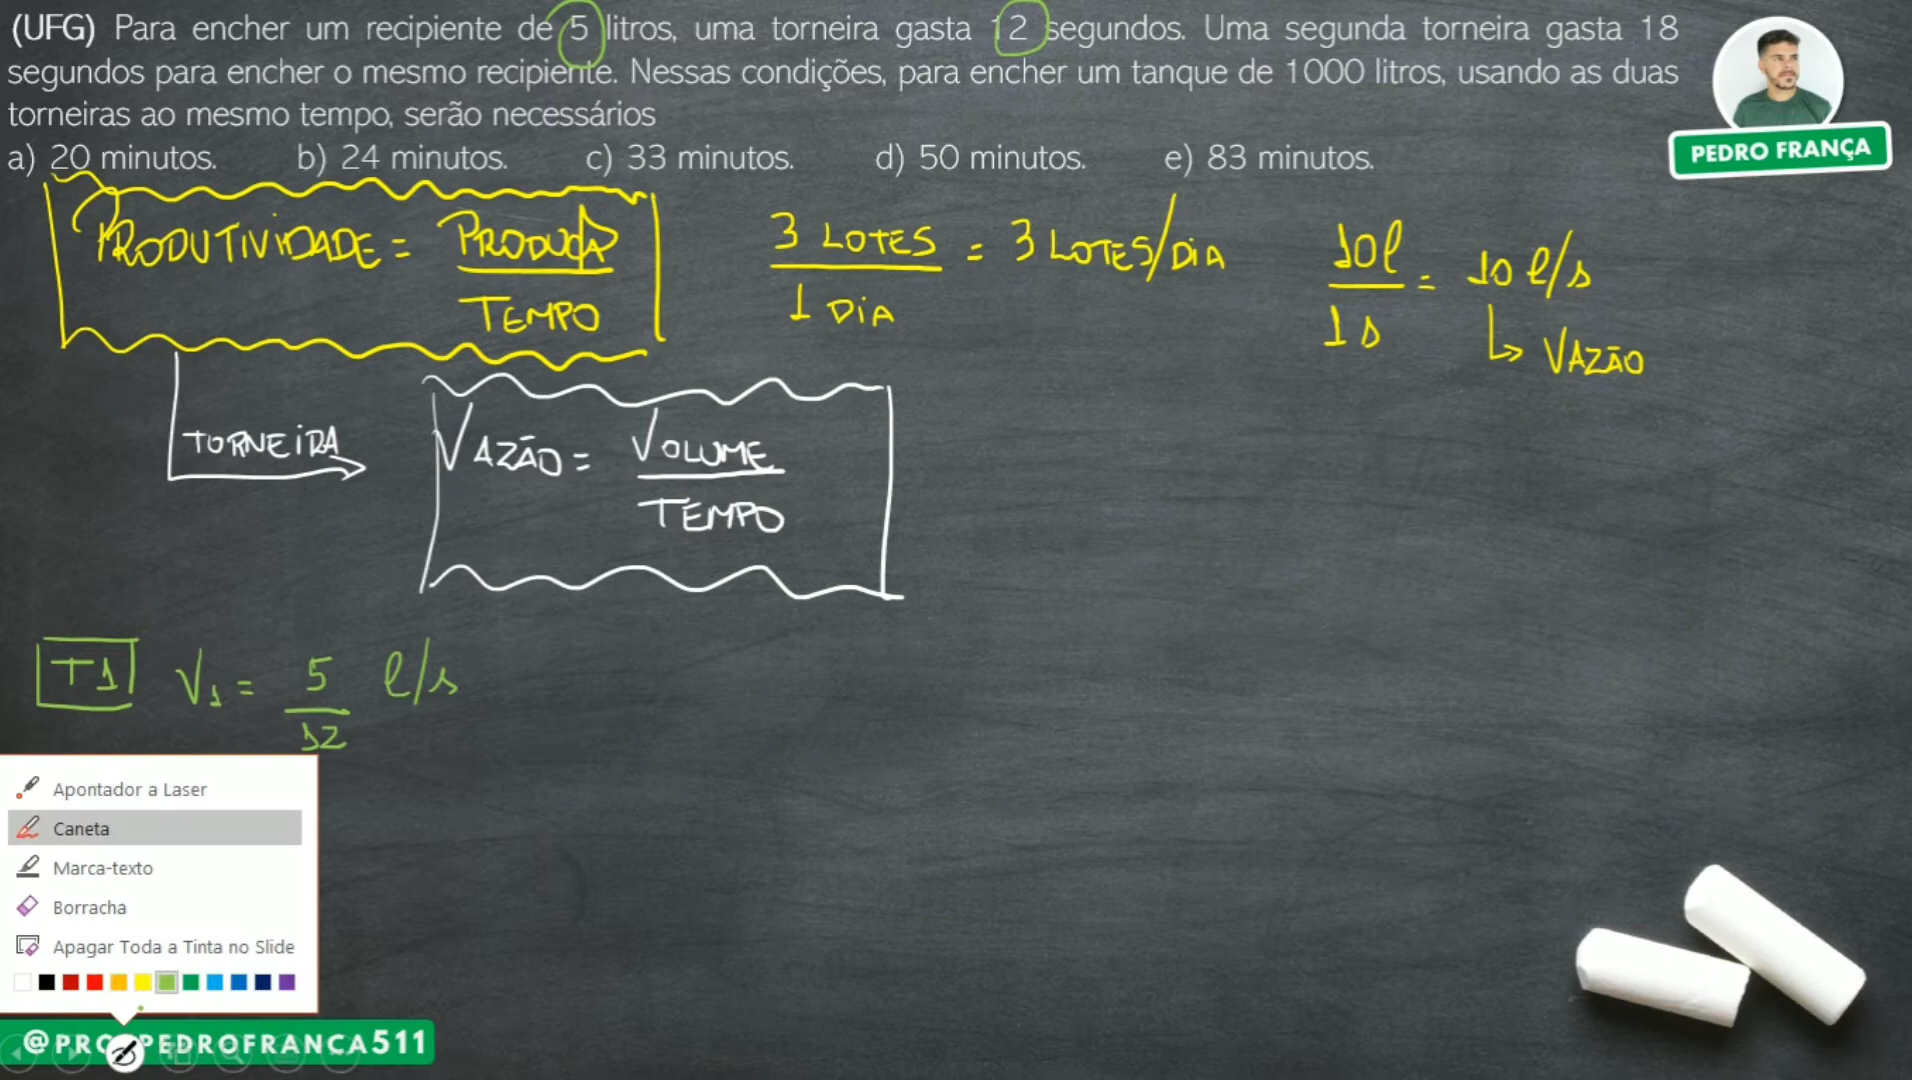 (UFG) Para encher um recipiente de 5 litros, uma torneira gasta 12 segundos. Uma segunda torneira gasta 18
segundos para encher o mesmo recipiente. Nessas condições, para encher um tanque de 1000 litros, usando as duas
torneiras ao mesmo tempo, serão necessários
a) 20 minutos. b) 24 minutos. c) 33 minutos. d) 50 minutos. e) 83 minutos.
PEDRO FRANÇA
PRODUTIVIDADE = PRODUÇÃO
TEMPO
3 LOTES = 3 LOTES/DIA
1 DIA
10l = 10 l/s
1s
↳ VAZÃO
TORNEIRA
VAZÃO = VOLUME
TEMPO
T1 V1 = 5 l/s
12
Apontador a Laser
Caneta
Marca-texto
Borracha
Apagar Toda a Tinta no Slide
@PROFPEDROFRANCA511